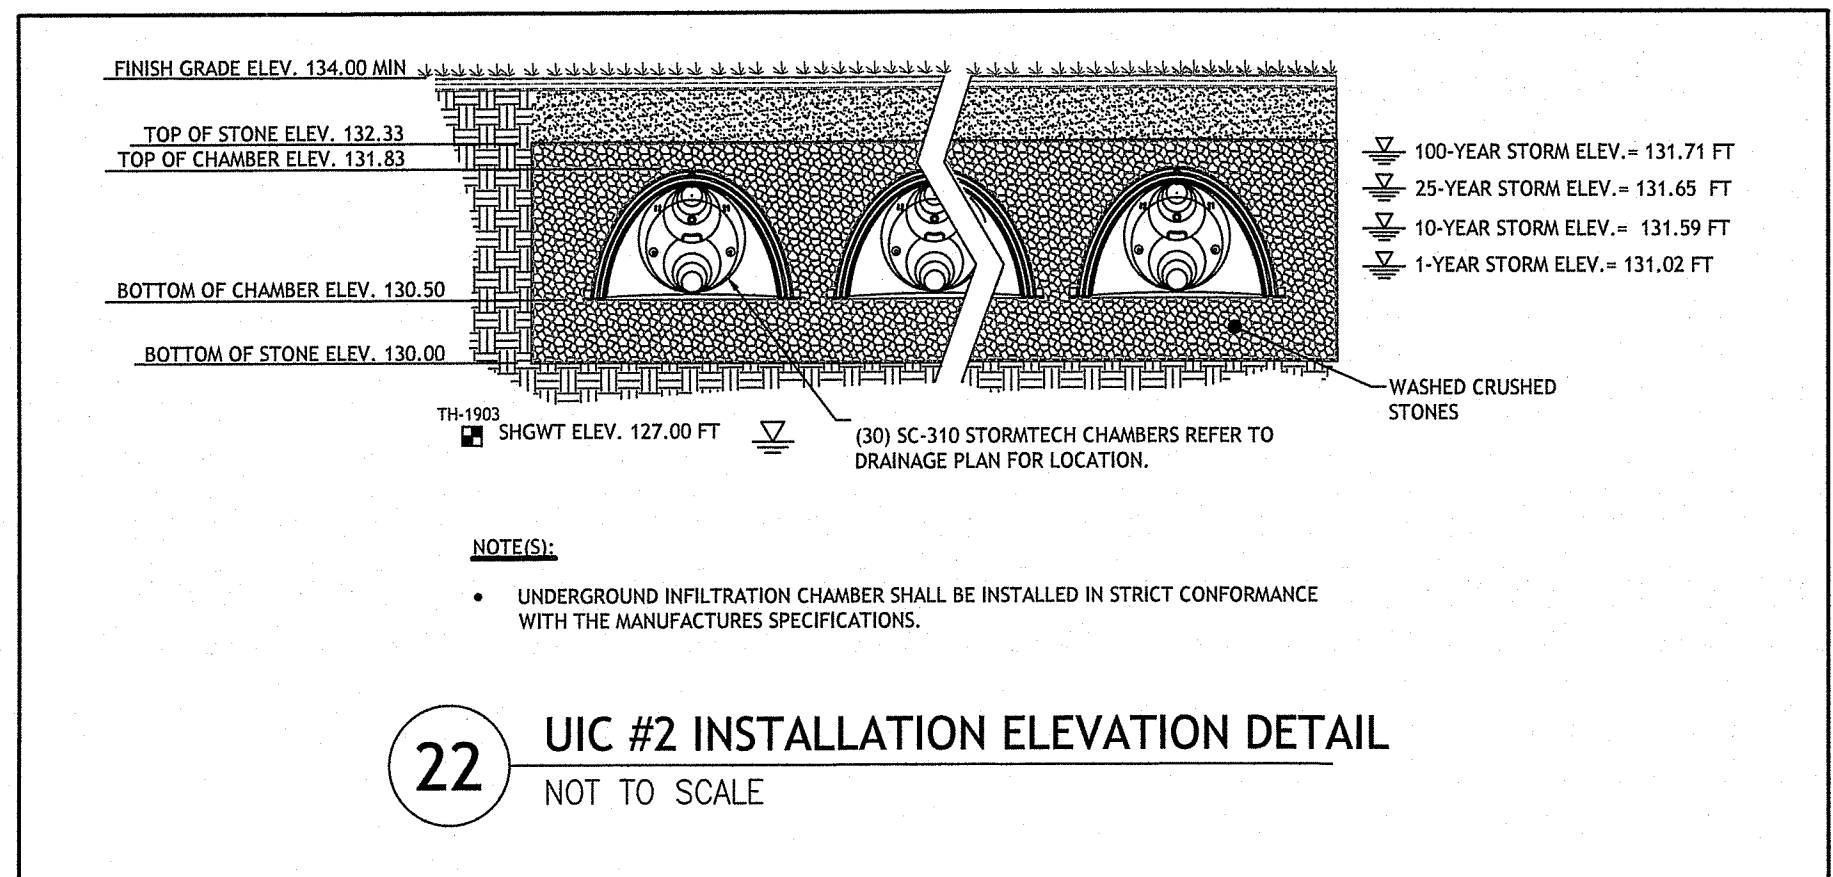 FINISH GRADE ELEV. 134.00 MIN
TOP OF STONE ELEV. 132.33
TOP OF CHAMBER ELEV. 131.83
BOTTOM OF CHAMBER ELEV. 130.50
BOTTOM OF STONE ELEV. 130.00
100-YEAR STORM ELEV.= 131.71 FT
25-YEAR STORM ELEV.= 131.65 FT
10-YEAR STORM ELEV.= 131.59 FT
1-YEAR STORM ELEV.= 131.02 FT
WASHED CRUSHED
STONES
TH-1903
SHGWT ELEV. 127.00 FT
(30) SC-310 STORMTECH CHAMBERS REFER TO
DRAINAGE PLAN FOR LOCATION.
NOTE(S):
• UNDERGROUND INFILTRATION CHAMBER SHALL BE INSTALLED IN STRICT CONFORMANCE
WITH THE MANUFACTURES SPECIFICATIONS.
22
UIC #2 INSTALLATION ELEVATION DETAIL
NOT TO SCALE